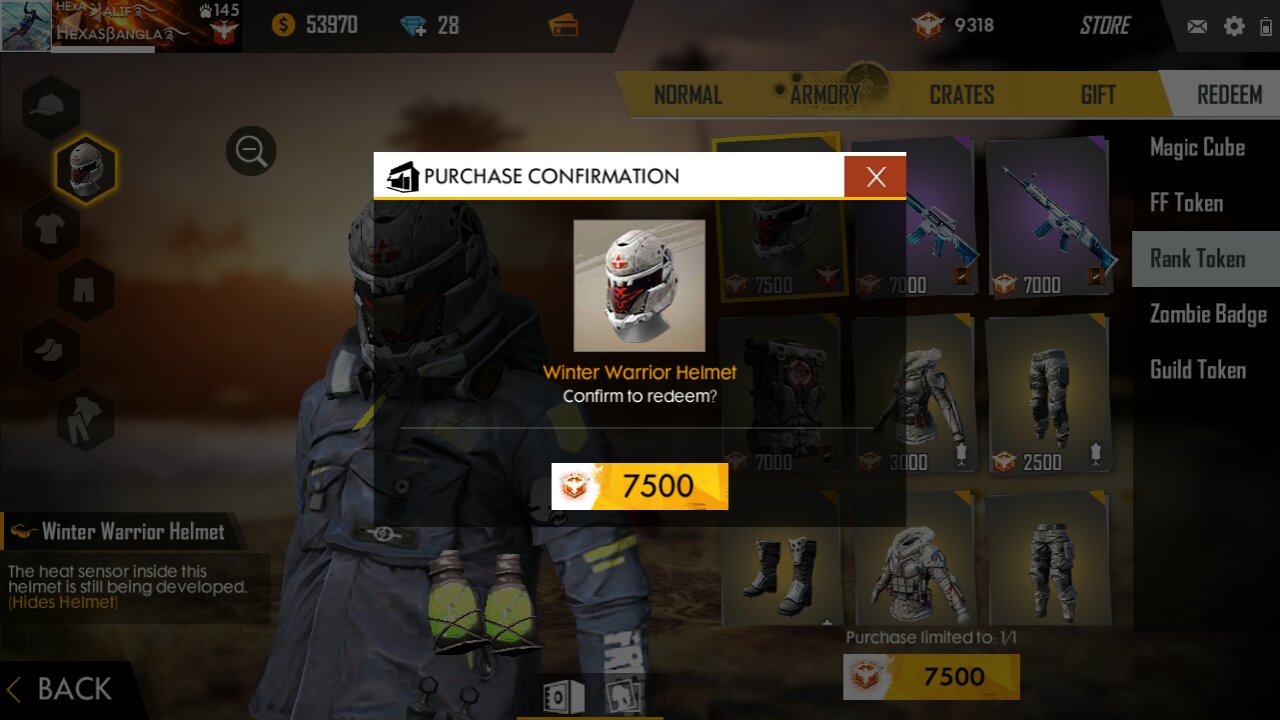 HEXA ALIF
HEXASβANGLA
145
53970
28
9318
STORE
NORMAL
ARMORY
CRATES
GIFT
REDEEM
Magic Cube
FF Token
Rank Token
Zombie Badge
Guild Token
PURCHASE CONFIRMATION
X
Winter Warrior Helmet
Confirm to redeem?
7500
7500
7000
7000
7000
3000
2500
Winter Warrior Helmet
The heat sensor inside this
helmet is still being developed.
(Hides Helmet)
Purchase limited to: 1/1
7500
BACK